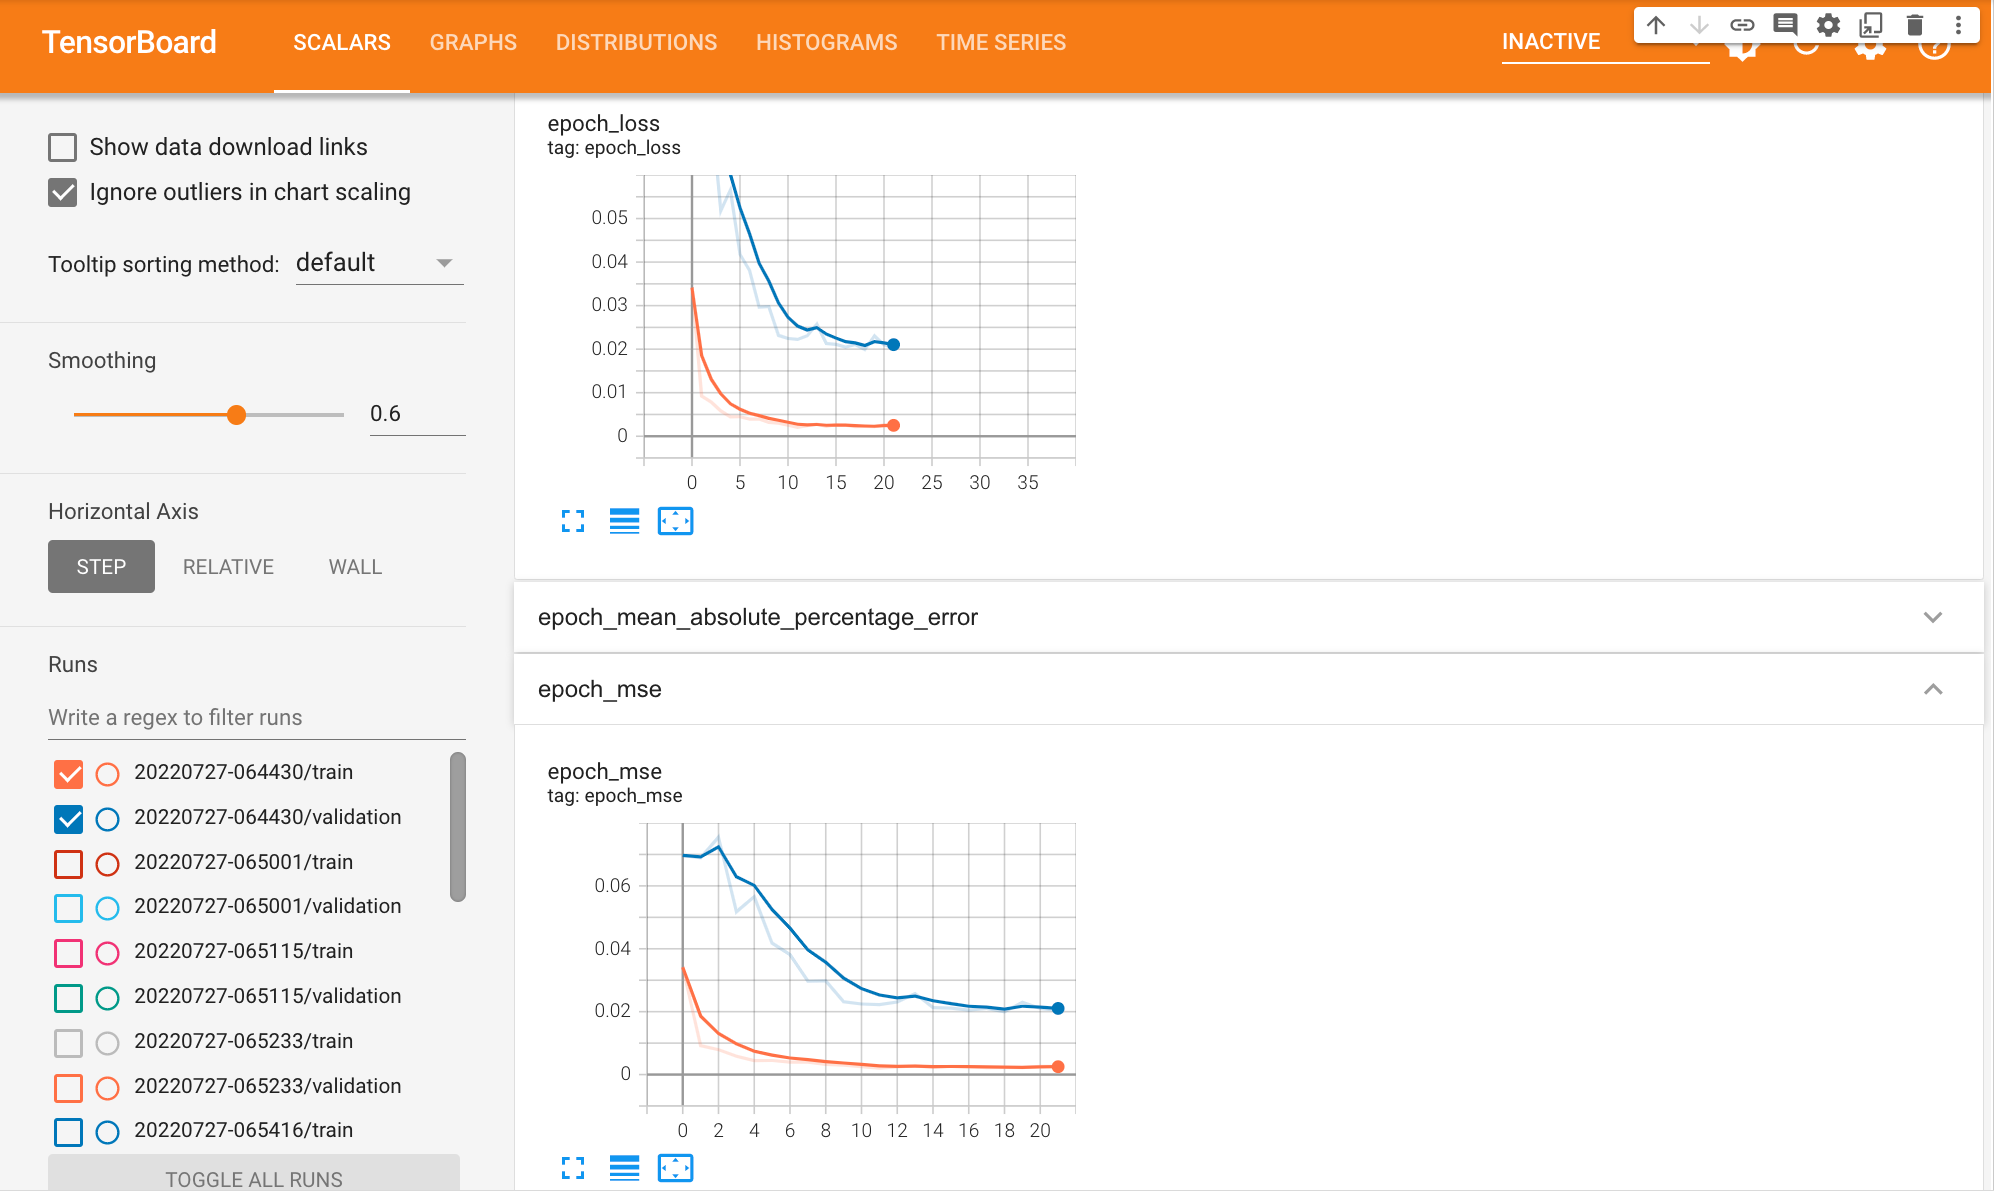 TensorBoard
SCALARS GRAPHS DISTRIBUTIONS HISTOGRAMS TIME SERIES
INACTIVE
Show data download links
Ignore outliers in chart scaling
Tooltip sorting method: default
Smoothing
0.6
Horizontal Axis
STEP RELATIVE WALL
Runs
Write a regex to filter runs
20220727-064430/train
20220727-064430/validation
20220727-065001/train
20220727-065001/validation
20220727-065115/train
20220727-065115/validation
20220727-065233/train
20220727-065233/validation
20220727-065416/train
TOGGLE ALL RUNS
epoch_loss
tag: epoch_loss
0.05
0.04
0.03
0.02
0.01
0
0 5 10 15 20 25 30 35
epoch_mean_absolute_percentage_error
epoch_mse
epoch_mse
tag: epoch_mse
0.06
0.04
0.02
0
0 2 4 6 8 10 12 14 16 18 20